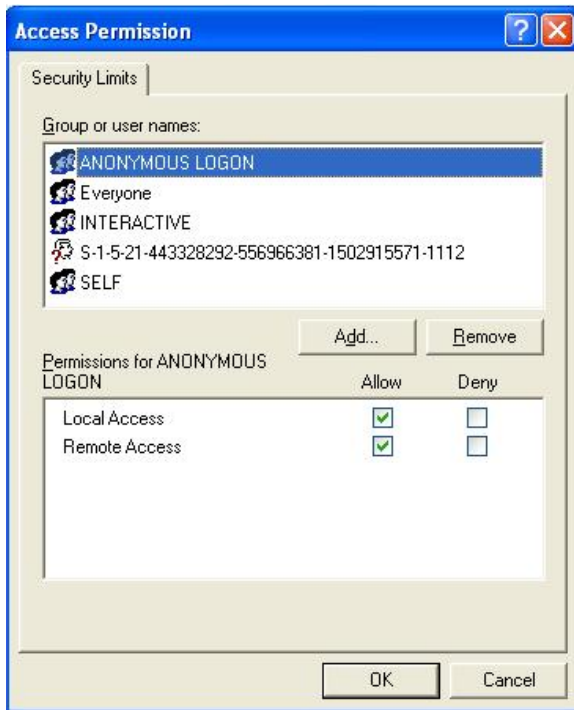 Access Permission
Security Limits
Group or user names:
ANONYMOUS LOGON
Everyone
INTERACTIVE
S-1-5-21-443328292-556966381-1502915571-1112
SELF
Add...
Remove
Permissions for ANONYMOUS
LOGON
Allow
Deny
Local Access
Remote Access
OK
Cancel